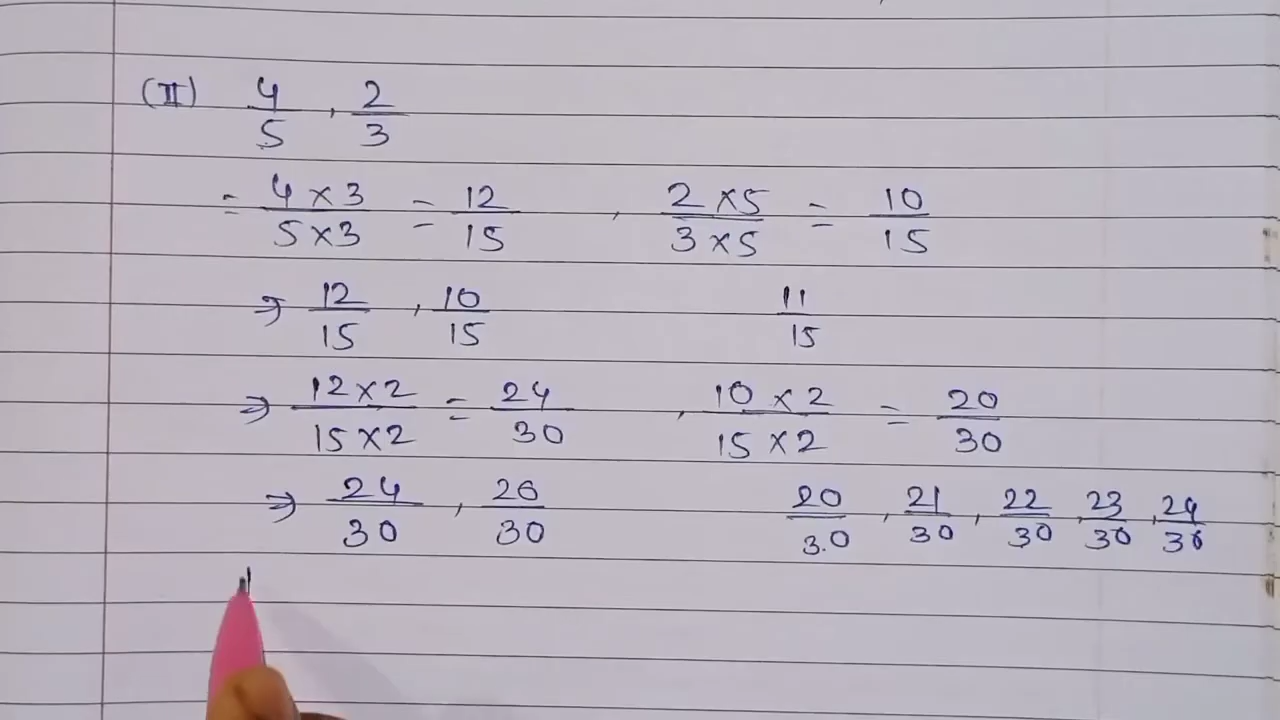 (II) 4/5 , 2/3
= 4 × 3 / 5 × 3 = 12/15 , 2 × 5 / 3 × 5 = 10/15
⇒ 12/15 , 10/15 11/15
⇒ 12 × 2 / 15 × 2 = 24/30 , 10 × 2 / 15 × 2 = 20/30
⇒ 24/30 , 20/30 20/3.0 , 21/30 , 22/30 , 23/30 , 24/30